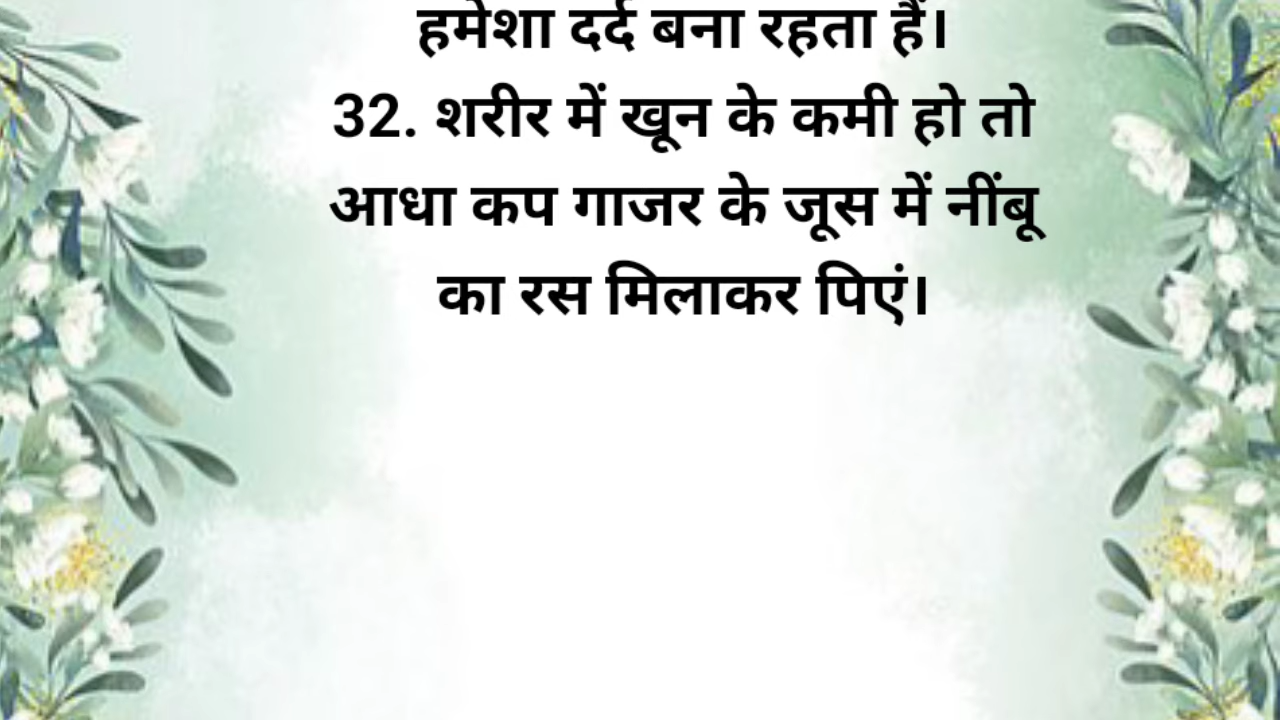 हमेशा दर्द बना रहता हैं।
32. शरीर में खून के कमी हो तो
आधा कप गाजर के जूस में नींबू
का रस मिलाकर पिएं।